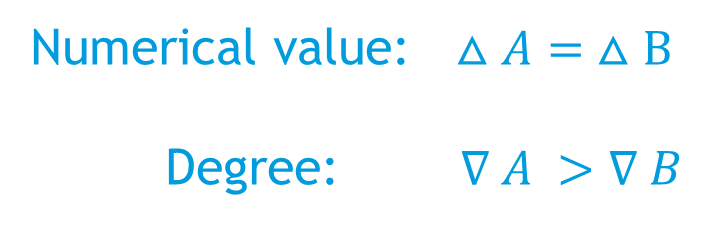 Numerical value: △ A = △ B
Degree: ∇ A > ∇ B